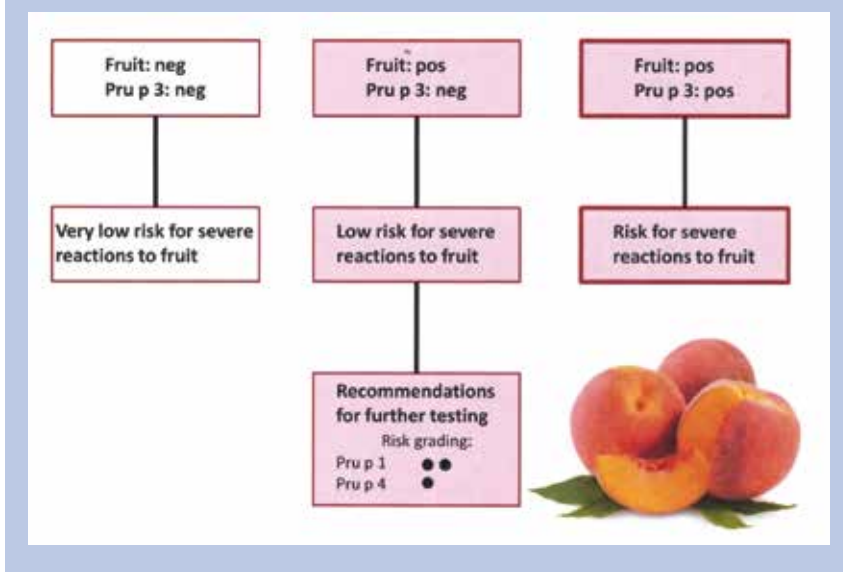 Fruit: neg
Pru p 3: neg
Fruit: pos
Pru p 3: neg
Fruit: pos
Pru p 3: pos
Very low risk for severe
reactions to fruit
Low risk for severe
reactions to fruit
Risk for severe
reactions to fruit
Recommendations
for further testing
Risk grading:
Pru p 1 ●●
Pru p 4 ●